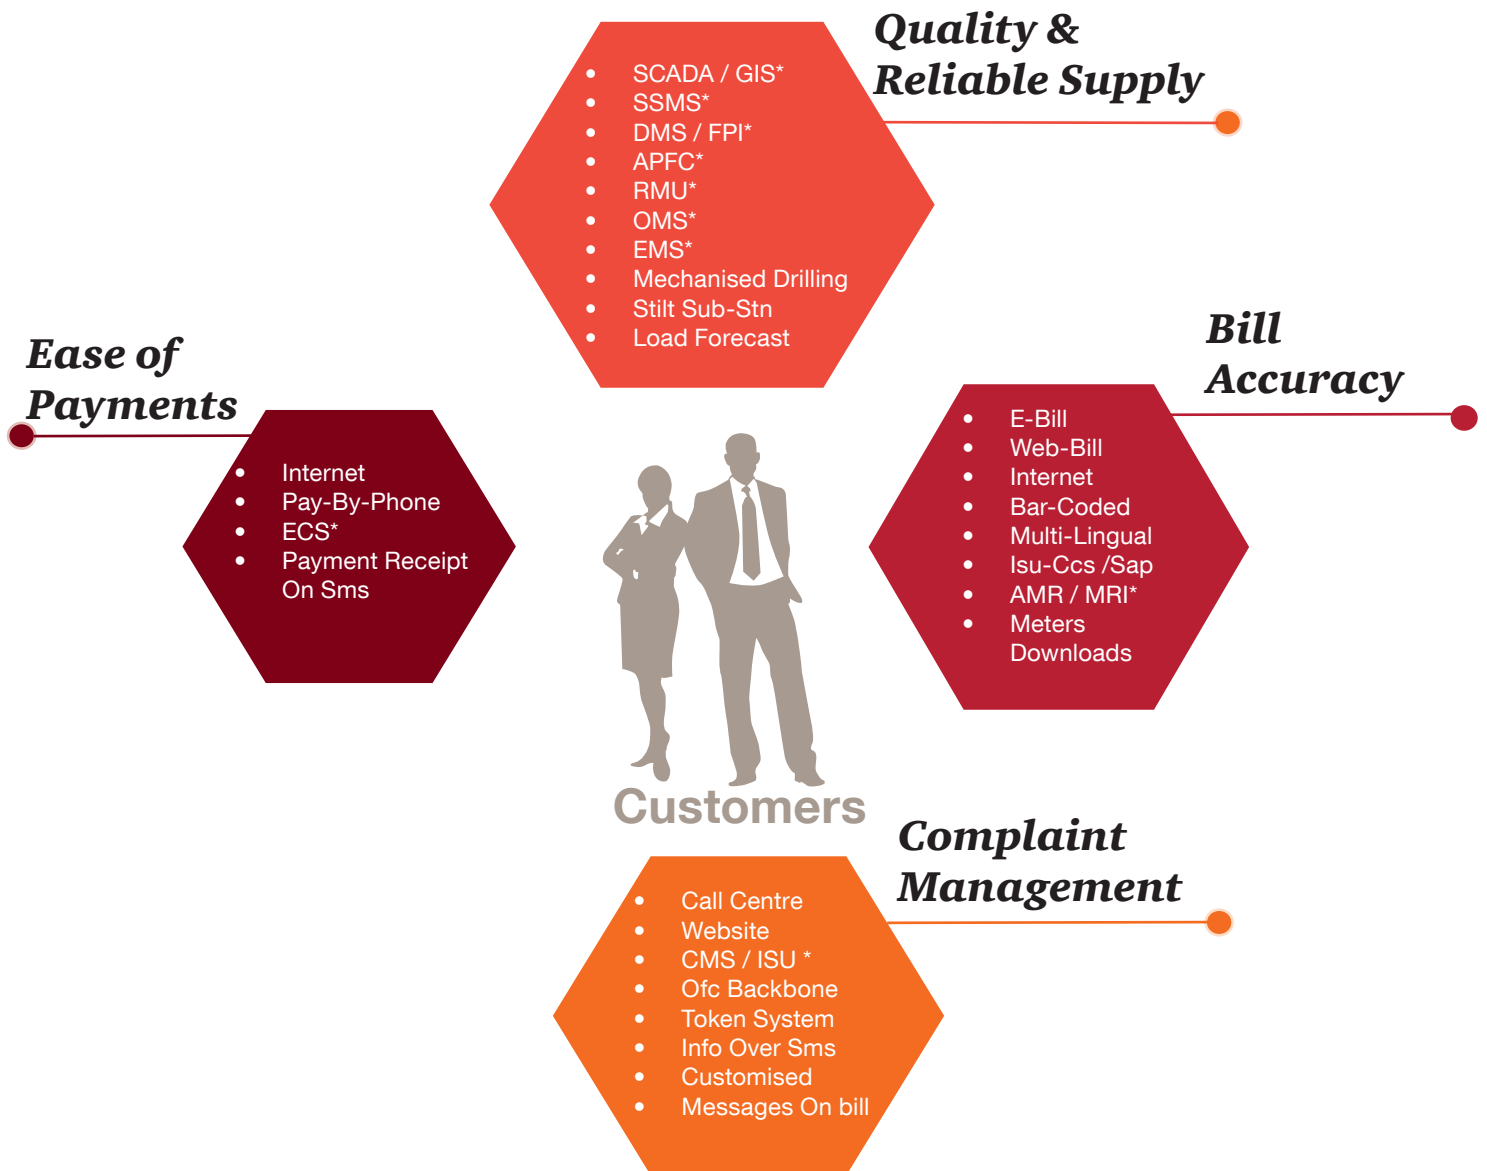 Quality &
Reliable Supply
• SCADA / GIS*
• SSMS*
• DMS / FPI*
• APFC*
• RMU*
• OMS*
• EMS*
• Mechanised Drilling
• Stilt Sub-Stn
• Load Forecast
Ease of
Payments
• Internet
• Pay-By-Phone
• ECS*
• Payment Receipt
On Sms
Bill
Accuracy
• E-Bill
• Web-Bill
• Internet
• Bar-Coded
• Multi-Lingual
• Isu-Ccs /Sap
• AMR / MRI*
• Meters
Downloads
Customers
Complaint
Management
• Call Centre
• Website
• CMS / ISU *
• Ofc Backbone
• Token System
• Info Over Sms
• Customised
• Messages On bill